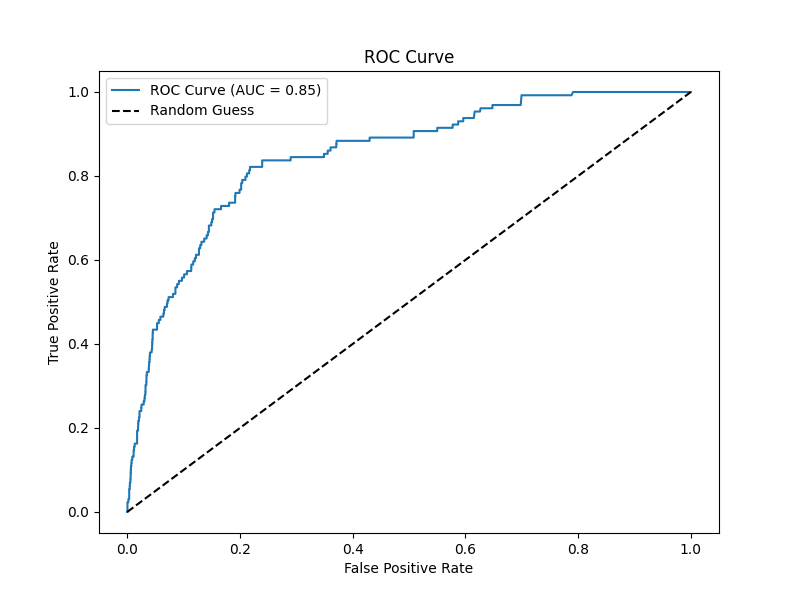 ROC Curve
ROC Curve (AUC = 0.85)
Random Guess
True Positive Rate
1.0
0.8
0.6
0.4
0.2
0.0
0.0 0.2 0.4 0.6 0.8 1.0
False Positive Rate